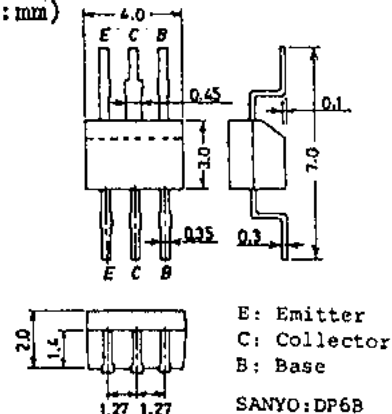 :mm)
4.0
E C B
0.45
0.1
3.0
7.0
0.35
0.3
E C B
2.0
1.4
1.27 1.27
E: Emitter
C: Collector
B: Base
SANYO:DP6B